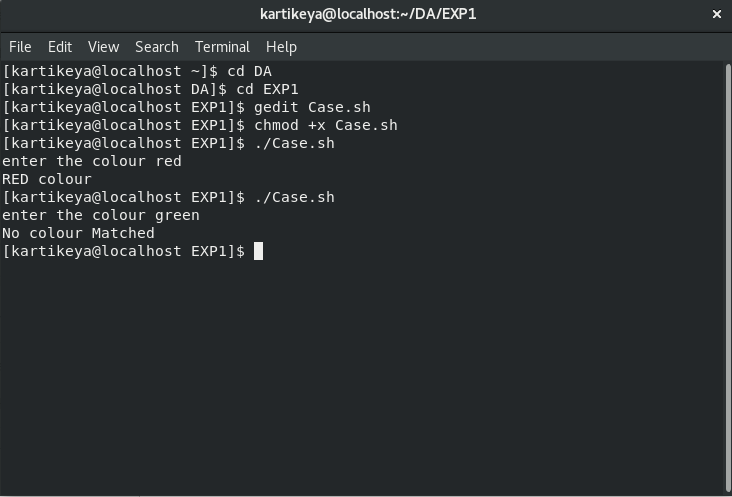 kartikeya@localhost:~/DA/EXP1
File Edit View Search Terminal Help
[kartikeya@localhost ~]$ cd DA
[kartikeya@localhost DA]$ cd EXP1
[kartikeya@localhost EXP1]$ gedit Case.sh
[kartikeya@localhost EXP1]$ chmod +x Case.sh
[kartikeya@localhost EXP1]$ ./Case.sh
enter the colour red
RED colour
[kartikeya@localhost EXP1]$ ./Case.sh
enter the colour green
No colour Matched
[kartikeya@localhost EXP1]$